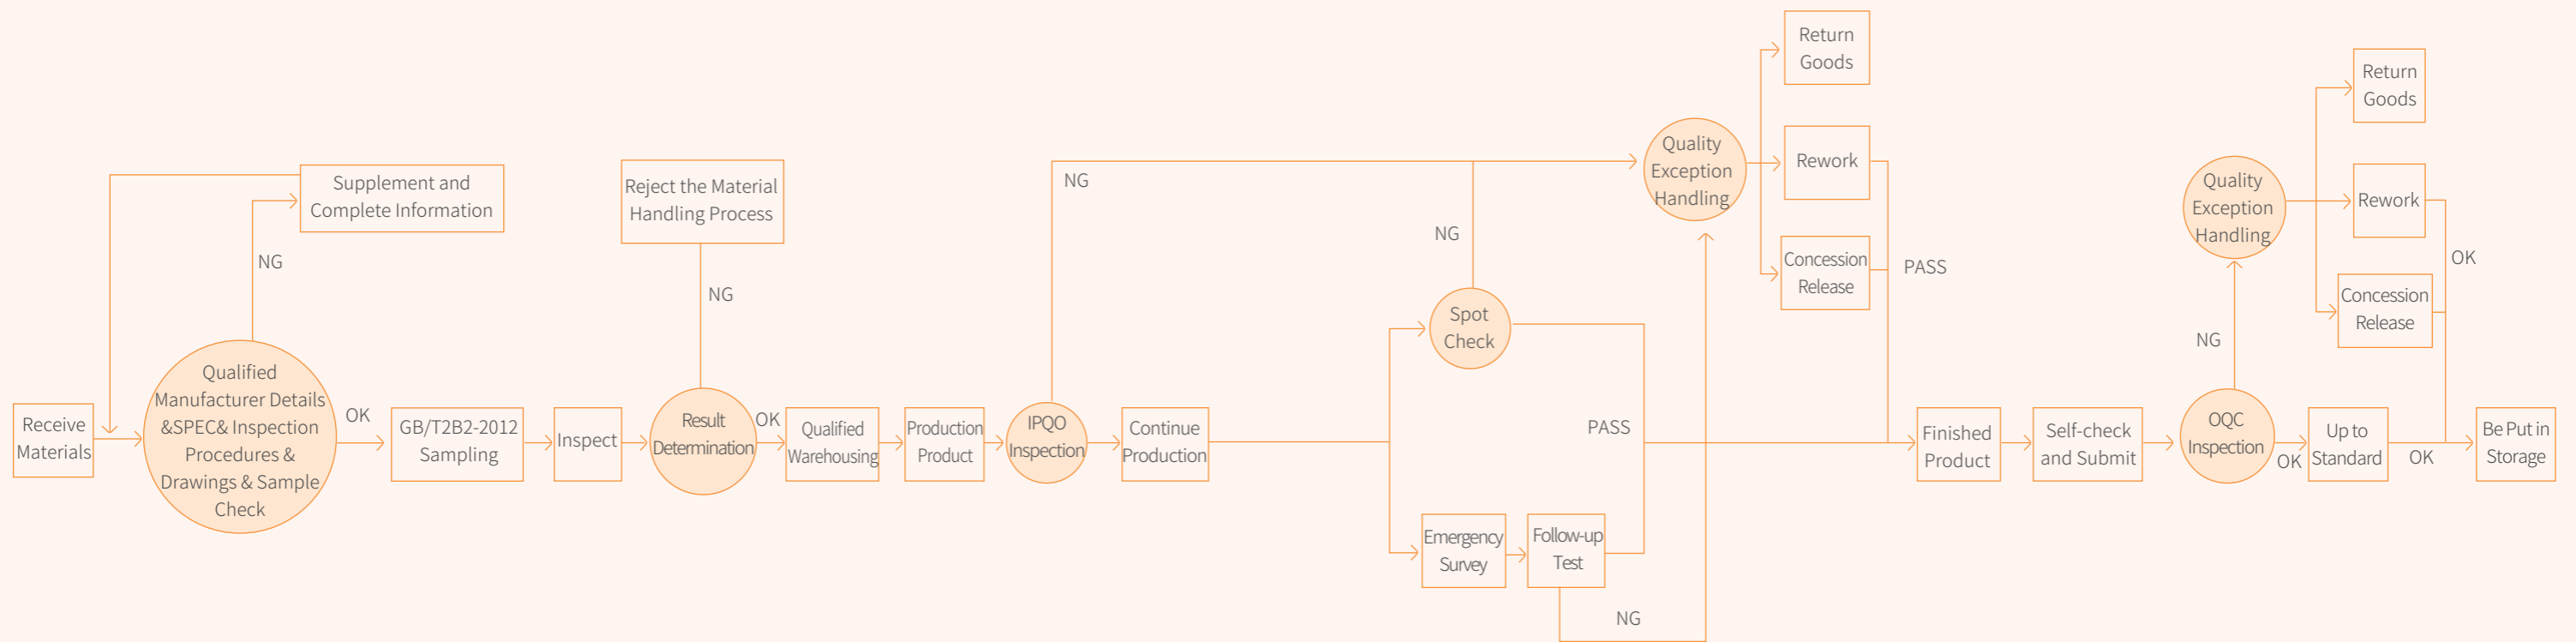 Receive
Materials
Supplement and
Complete Information
NG
Qualified
Manufacturer Details
&SPEC& Inspection
Procedures &
Drawings & Sample
Check
OK
GB/T2B2-2012
Sampling
Inspect
Reject the Material
Handling Process
NG
Result
Determination
OK
Qualified
Warehousing
Production
Product
IPQO
Inspection
NG
Continue
Production
Spot
Check
NG
Emergency
Survey
Follow-up
Test
NG
PASS
Quality
Exception
Handling
Return
Goods
Rework
Concession
Release
PASS
Finished
Product
Self-check
and Submit
OQC
Inspection
NG
Quality
Exception
Handling
Return
Goods
Rework
Concession
Release
OK
OK
Up to
Standard
OK
Be Put in
Storage